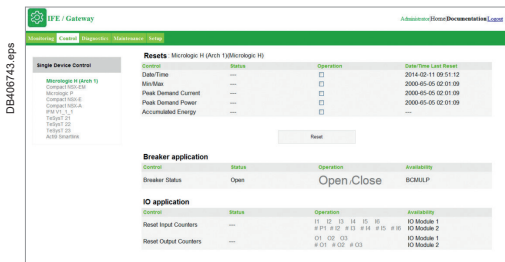 DB406743.eps
IFE / Gateway
Administrator|Home|Documentation|Logout
Monitoring Control Diagnostics Maintenance Setup
Single Device Control
Micrologic H (Arch 1)
Compact NSX-EM
Micrologic P
Compact NSX-E
Compact NSX-A
IFM V1_1_1
TeSysT 21
TeSysT 22
TeSysT 23
Acti9 Smartlink
Resets : Micrologic H (Arch 1)(Micrologic H)
Control Status Operation Date/Time Last Reset
Date/Time --- 2014-02-11 09:51:12
Min/Max --- 2000-65-05 02:01:09
Peak Demand Current --- 2000-65-05 02:01:09
Peak Demand Power --- 2000-65-05 02:01:09
Accumulated Energy --- ---
Reset
Breaker application
Control Status Operation Availability
Breaker Status Open Open /Close BCMULP
IO application
Control Status Operation Availability
Reset Input Counters --- I1 I2 I3 I4 I5 I6 IO Module 1
# P1 # I2 # I3 # I4 # I5 # I6 IO Module 2
Reset Output Counters --- O1 O2 O3 IO Module 1
# O1 # O2 # O3 IO Module 2